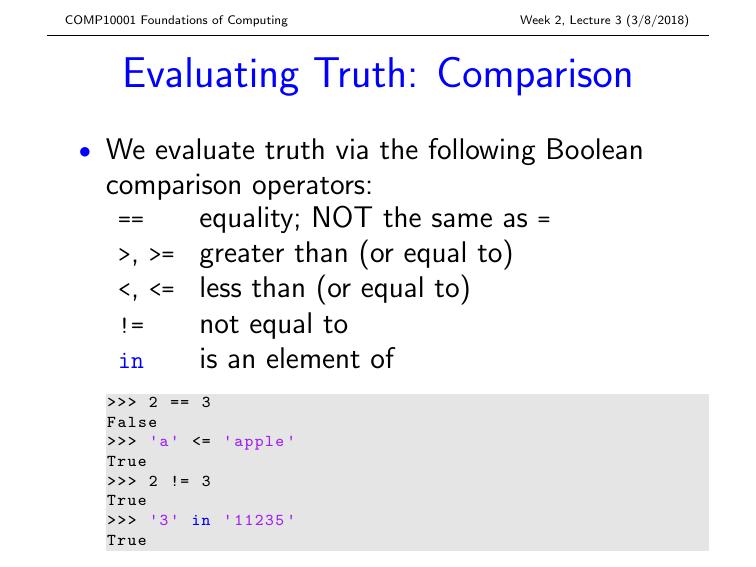 COMP10001 Foundations of Computing Week 2, Lecture 3 (3/8/2018)
Evaluating Truth: Comparison
• We evaluate truth via the following Boolean
comparison operators:
== equality; NOT the same as =
>, >= greater than (or equal to)
<, <= less than (or equal to)
!= not equal to
in is an element of
>>> 2 == 3
False
>>> 'a' <= 'apple'
True
>>> 2 != 3
True
>>> '3' in '11235'
True